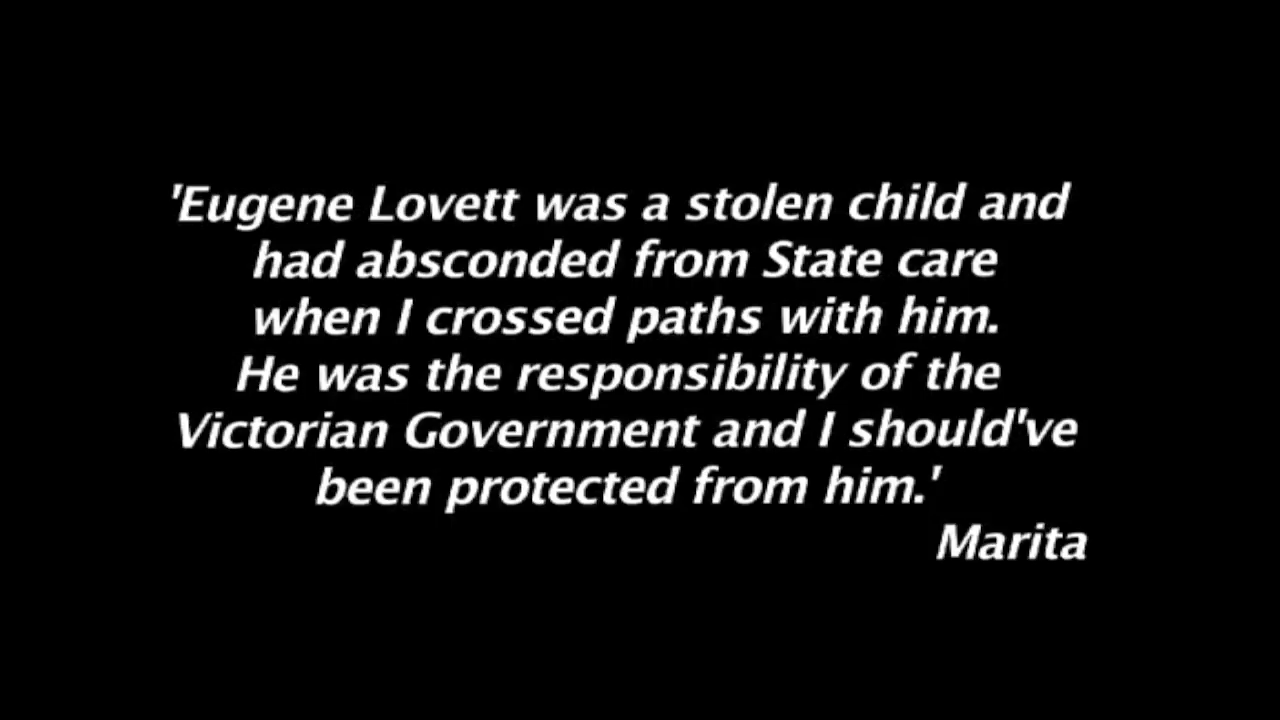 'Eugene Lovett was a stolen child and
had absconded from State care
when I crossed paths with him.
He was the responsibility of the
Victorian Government and I should've
been protected from him.'
Marita